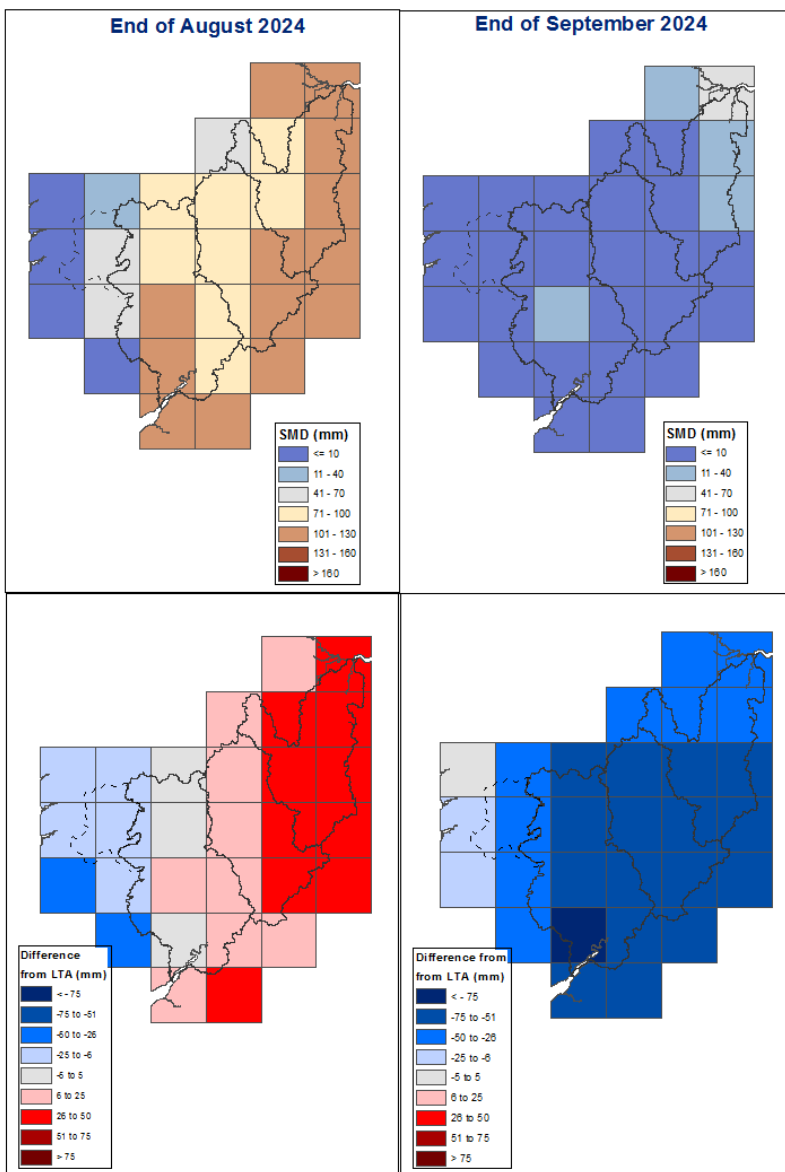 End of August 2024
End of September 2024
SMD (mm)
<= 10
11 - 40
41 - 70
71 - 100
101 - 130
131 - 160
> 160
SMD (mm)
<= 10
11 - 40
41 - 70
71 - 100
101 - 130
131 - 160
> 160
Difference
from LTA (mm)
< - 75
-75 to -51
-50 to -26
-25 to -6
-5 to 5
6 to 25
26 to 50
51 to 75
> 75
Difference from
from LTA (mm)
< - 75
-75 to -51
-50 to -26
-25 to -6
-5 to 5
6 to 25
26 to 50
51 to 75
> 75